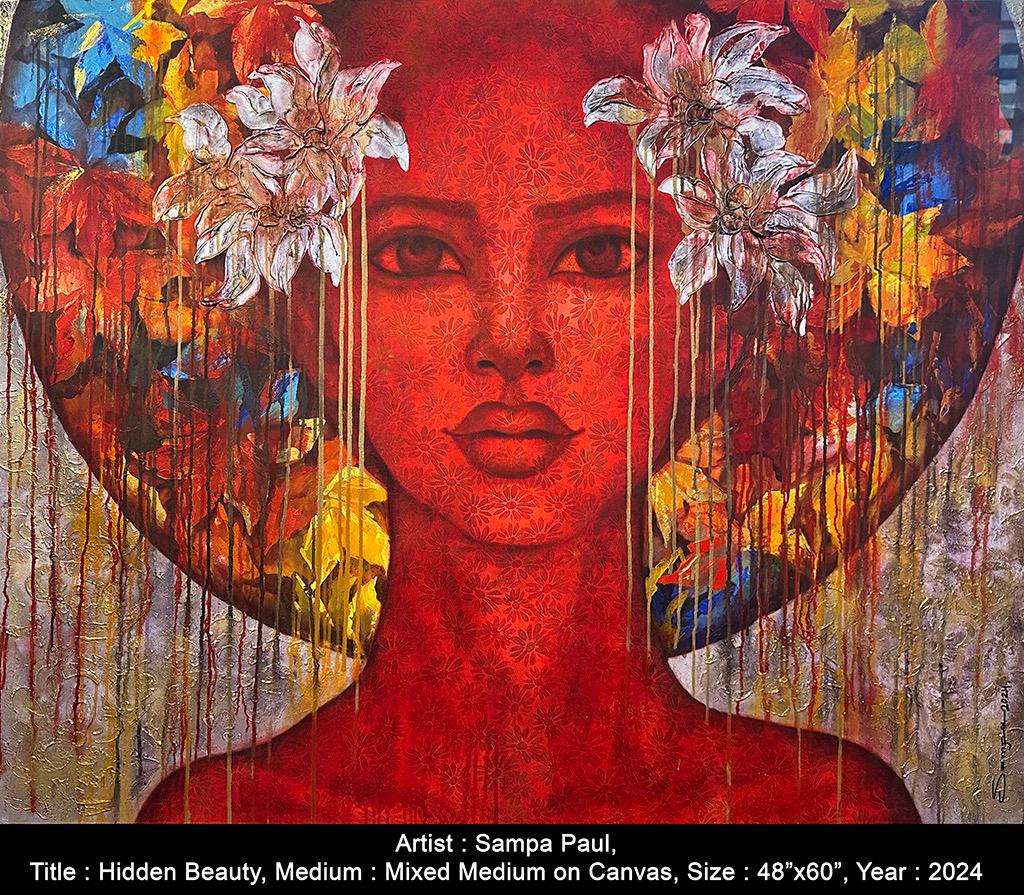 Artist : Sampa Paul,
Title : Hidden Beauty, Medium : Mixed Medium on Canvas, Size : 48”x60”, Year : 2024